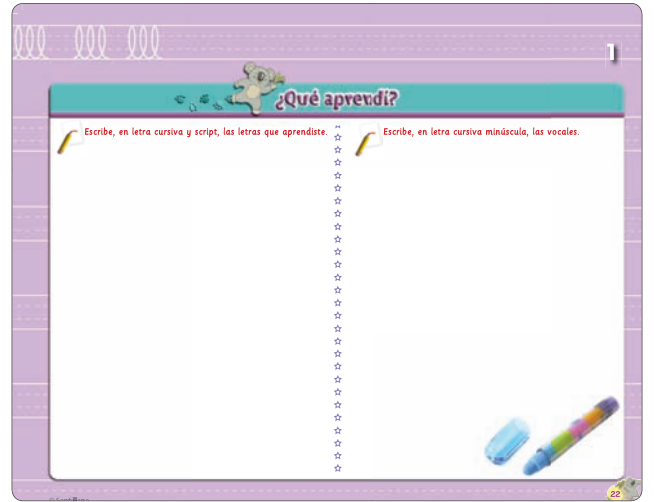 1
¿Qué aprendí?
Escribe, en letra cursiva y script, las letras que aprendiste.
Escribe, en letra cursiva minúscula, las vocales.
22